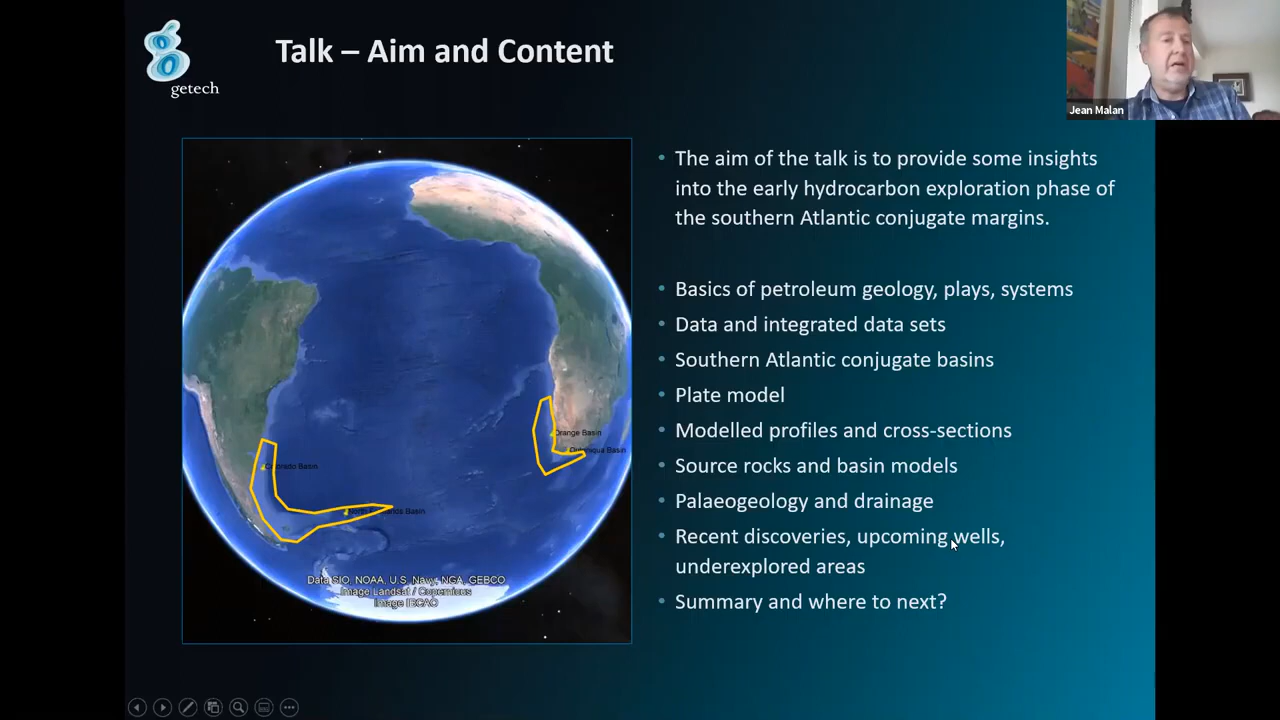 Talk – Aim and Content
getech
Jean Malan
• The aim of the talk is to provide some insights
into the early hydrocarbon exploration phase of
the southern Atlantic conjugate margins.
• Basics of petroleum geology, plays, systems
• Data and integrated data sets
• Southern Atlantic conjugate basins
• Plate model
• Modelled profiles and cross-sections
• Source rocks and basin models
• Palaeogeology and drainage
• Recent discoveries, upcoming wells,
underexplored areas
• Summary and where to next?
Orange Basin
Basin
Basin
Basin
Data SIO, NOAA, U.S. Navy, NGA, GEBCO
Image Landsat / Copernicus
Image IBCAO